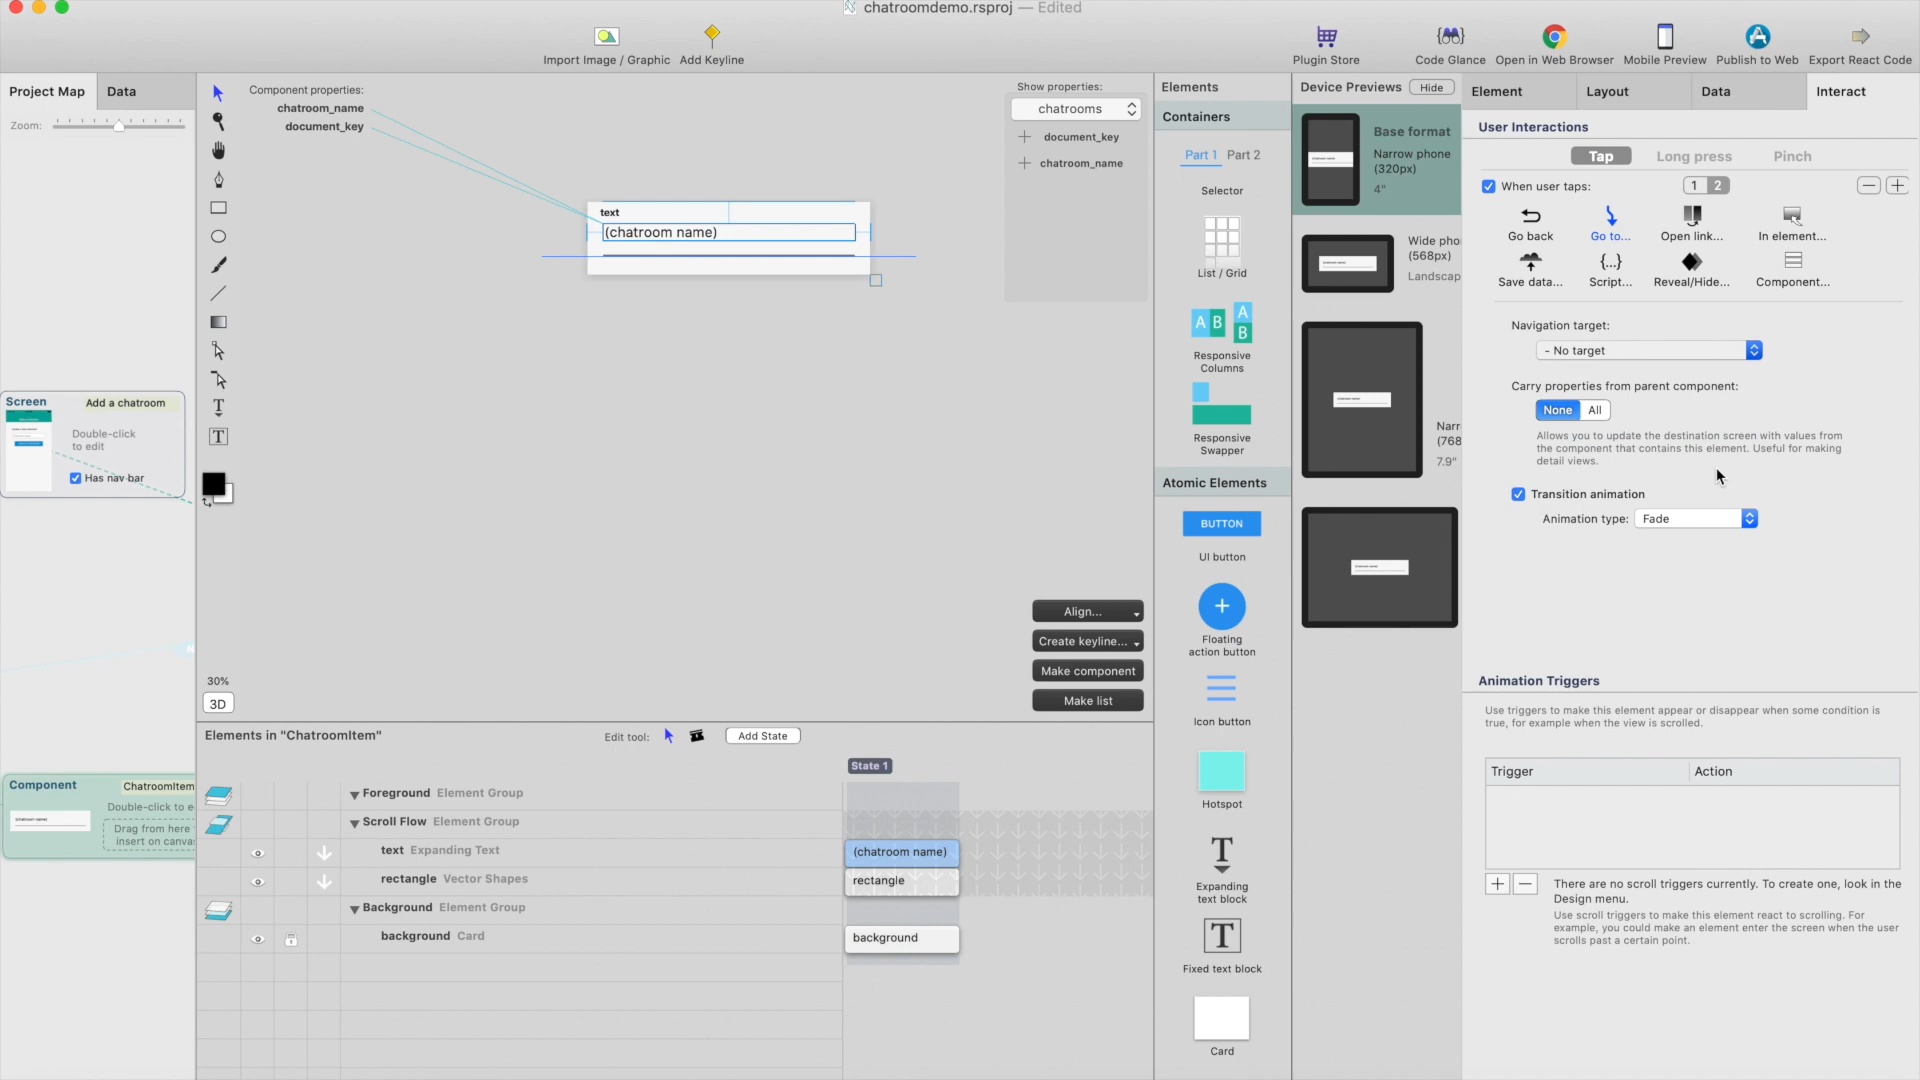 chatroomdemo.rsproj — Edited
Import Image / Graphic
Add Keyline
Plugin Store
Code Glance
Open in Web Browser
Mobile Preview
Publish to Web
Export React Code
Project Map
Data
Zoom:
Screen
Add a chatroom
Double-click
to edit
Has nav bar
Component
ChatroomItem
Double-click to e
Drag from here
insert on canva
Component properties:
chatroom_name
document_key
text
(chatroom name)
Show properties:
chatrooms
document_key
chatroom_name
30%
3D
Align...
Create keyline...
Make component
Make list
Elements in "ChatroomItem"
Edit tool:
Add State
State 1
Foreground Element Group
Scroll Flow Element Group
text Expanding Text
(chatroom name)
rectangle Vector Shapes
rectangle
Background Element Group
background Card
background
Elements
Containers
Part 1
Part 2
Selector
List / Grid
A B
A
B
Responsive
Columns
Responsive
Swapper
Atomic Elements
BUTTON
UI button
Floating
action button
Icon button
Hotspot
T
Expanding
text block
T
Fixed text block
Card
Device Previews
Hide
Base format
Narrow phone
(320px)
4"
Wide pho
(568px)
Landscap
Narr
(768
7.9"
Element
Layout
Data
Interact
User Interactions
Tap
Long press
Pinch
When user taps:
1 2
Go back
Go to...
Open link...
In element...
Save data...
{...}
Script...
Reveal/Hide...
Component...
Navigation target:
- No target
Carry properties from parent component:
None
All
Allows you to update the destination screen with values from
the component that contains this element. Useful for making
detail views.
Transition animation
Animation type:
Fade
Animation Triggers
Use triggers to make this element appear or disappear when some condition is
true, for example when the view is scrolled.
Trigger
Action
There are no scroll triggers currently. To create one, look in the
Design menu.
Use scroll triggers to make this element react to scrolling. For
example, you could make an element enter the screen when the user
scrolls past a certain point.